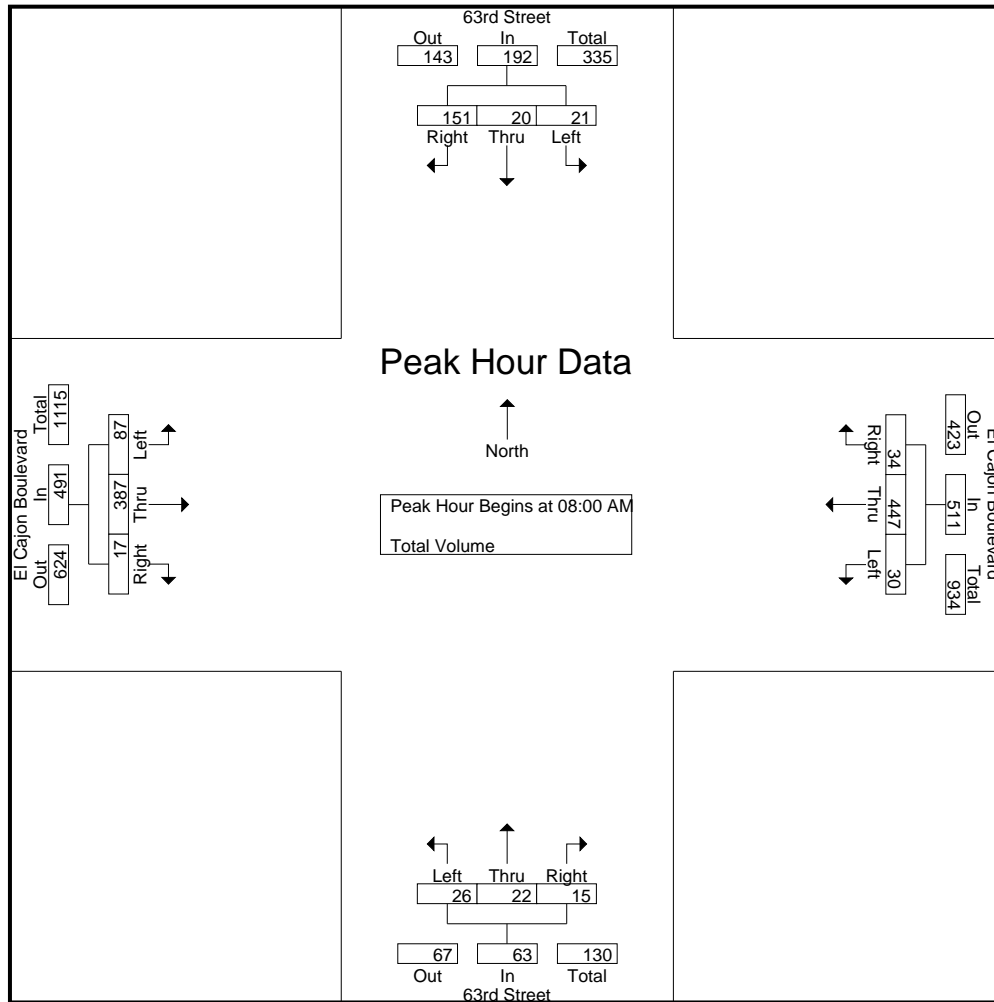 63rd Street
Out In Total
143 192 335
151 20 21
Right Thru Left
Peak Hour Data
North
Peak Hour Begins at 08:00 AM
Total Volume
El Cajon Boulevard
Out In Total
624 491 1115
87 387 17
Left Thru Right
El Cajon Boulevard
Out In Total
423 511 934
34 447 30
Right Thru Left
Left Thru Right
26 22 15
67 63 130
Out In Total
63rd Street